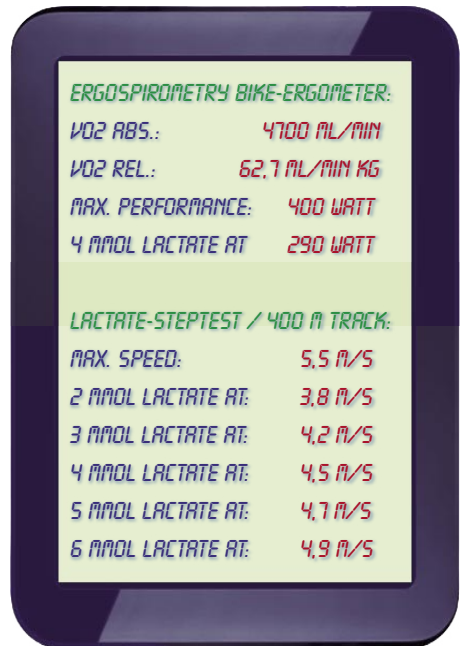 ERGOSPIROMETRY BIKE-ERGOMETER:
VO2 ABS.: 4700 ML/MIN
VO2 REL.: 62,7 ML/MIN KG
MAX. PERFORMANCE: 400 WATT
4 MMOL LACTATE AT 290 WATT
LACTATE-STEPTEST / 400 M TRACK:
MAX. SPEED: 5,5 M/S
2 MMOL LACTATE AT: 3,8 M/S
3 MMOL LACTATE AT: 4,2 M/S
4 MMOL LACTATE AT: 4,5 M/S
5 MMOL LACTATE AT: 4,7 M/S
6 MMOL LACTATE AT: 4,9 M/S